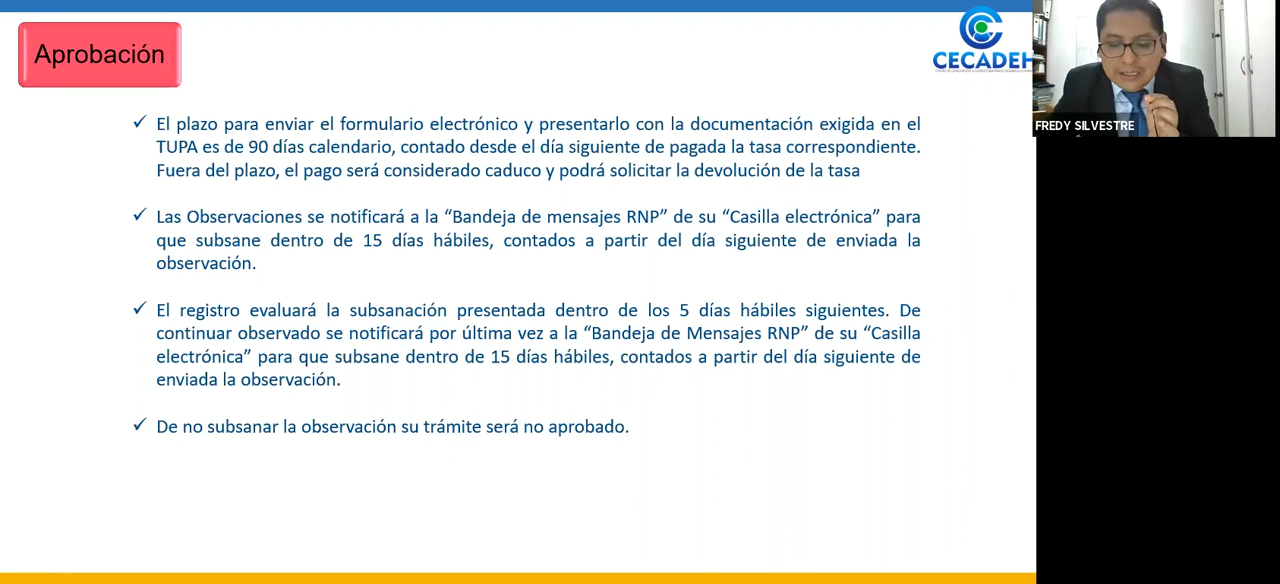 Aprobación
CECADEH
FREDY SILVESTRE
El plazo para enviar el formulario electrónico y presentarlo con la documentación exigida en el
TUPA es de 90 días calendario, contado desde el día siguiente de pagada la tasa correspondiente.
Fuera del plazo, el pago será considerado caduco y podrá solicitar la devolución de la tasa
Las Observaciones se notificará a la “Bandeja de mensajes RNP” de su “Casilla electrónica” para
que subsane dentro de 15 días hábiles, contados a partir del día siguiente de enviada la
observación.
El registro evaluará la subsanación presentada dentro de los 5 días hábiles siguientes. De
continuar observado se notificará por última vez a la “Bandeja de Mensajes RNP” de su “Casilla
electrónica” para que subsane dentro de 15 días hábiles, contados a partir del día siguiente de
enviada la observación.
De no subsanar la observación su trámite será no aprobado.